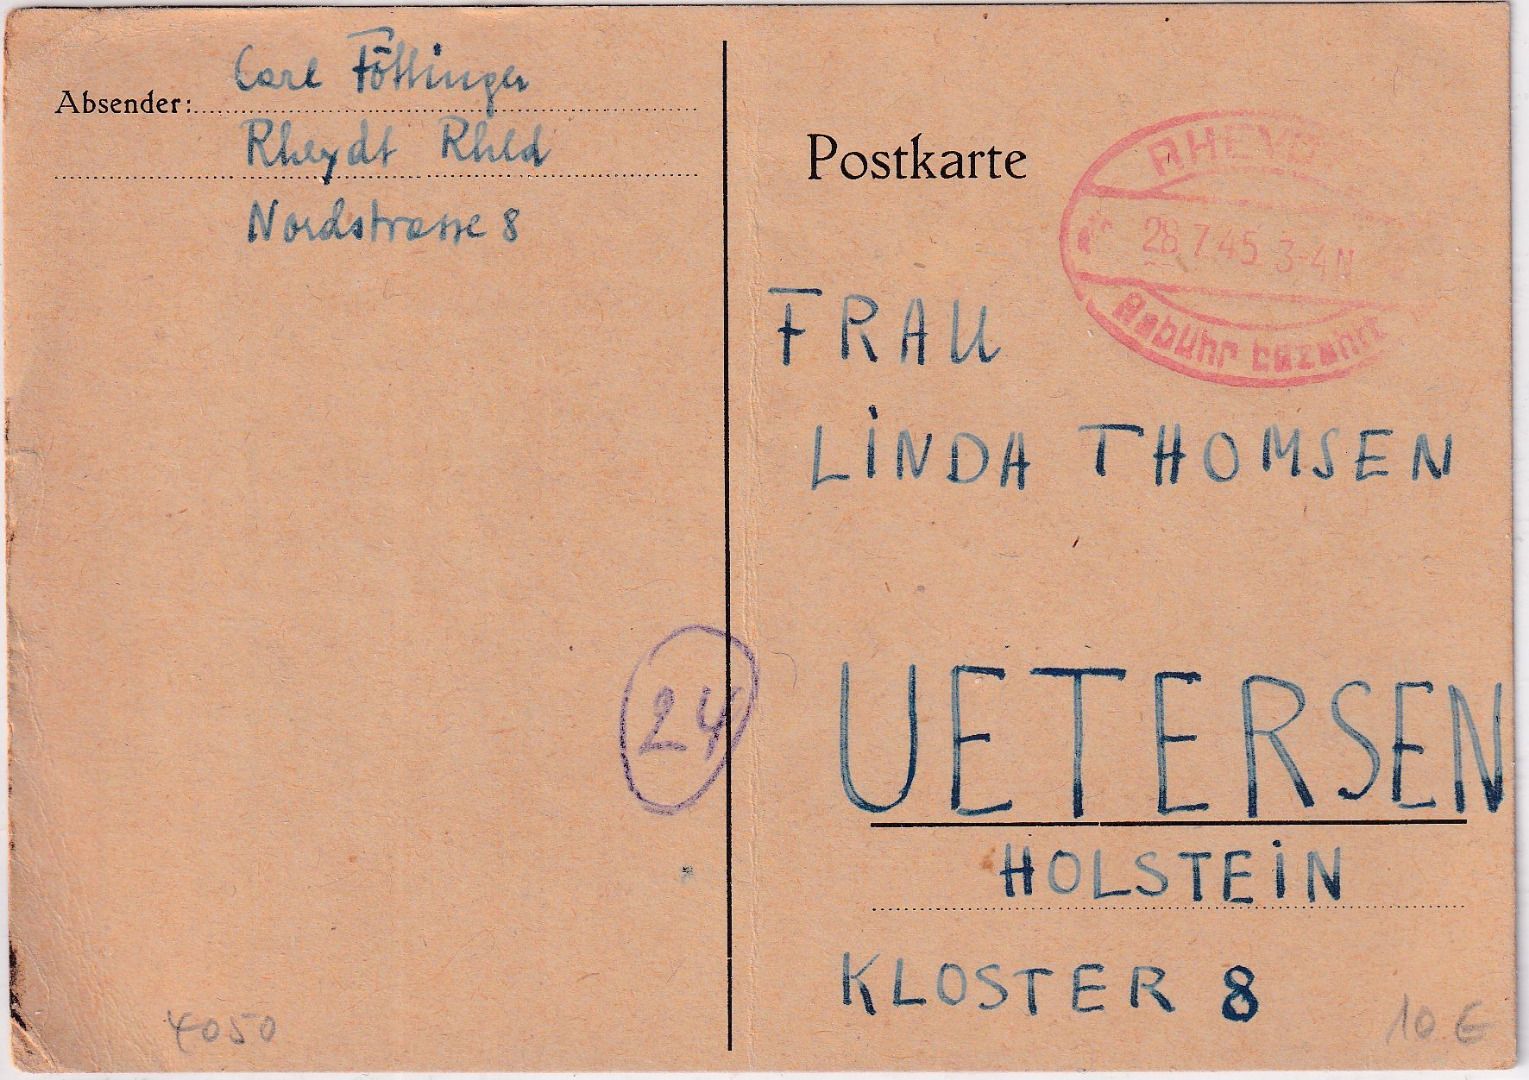 Absender: Carl Föttinger
Rheydt Rhld
Nordstrasse 8
Postkarte
RHEYD
28.7.45 3-4 N
Gebühr bezahlt
FRAU
LINDA THOMSEN
24
UETERSEN
HOLSTEIN
KLOSTER 8
4050
10 €